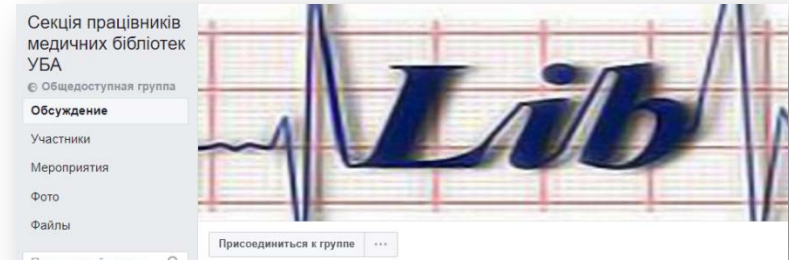 Секція працівників
медичних бібліотек
УБА
Общедоступная группа
Обсуждение
Участники
Мероприятия
Фото
Файлы
Lib
Присоединиться к группе